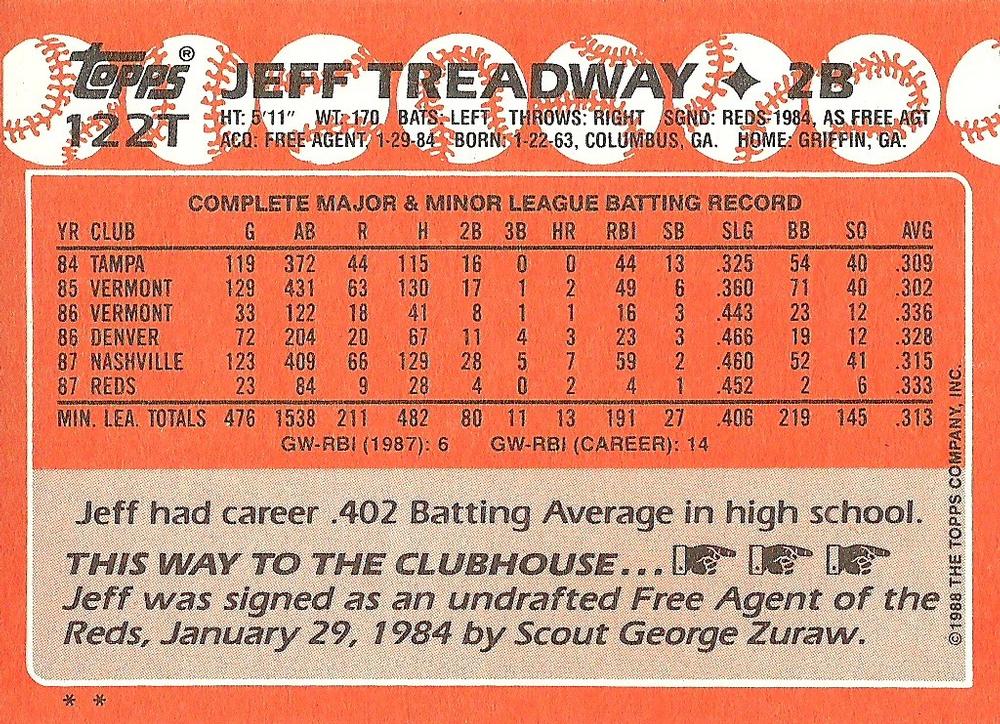 topps® JEFF TREADWAY ✦ 2B
122T HT: 5'11" WT: 170 BATS: LEFT THROWS: RIGHT SGND: REDS-1984, AS FREE AGT
ACQ: FREE-AGENT, 1-29-84 BORN: 1-22-63, COLUMBUS, GA. HOME: GRIFFIN, GA.
COMPLETE MAJOR & MINOR LEAGUE BATTING RECORD
YR CLUB G AB R H 2B 3B HR RBI SB SLG BB SO AVG
84 TAMPA 119 372 44 115 16 0 0 44 13 .325 54 40 .309
85 VERMONT 129 431 63 130 17 1 2 49 6 .360 71 40 .302
86 VERMONT 33 122 18 41 8 1 1 16 3 .443 23 12 .336
86 DENVER 72 204 20 67 11 4 3 23 3 .466 19 12 .328
87 NASHVILLE 123 409 66 129 28 5 7 59 2 .460 52 41 .315
87 REDS 23 84 9 28 4 0 2 4 1 .452 2 6 .333
MIN. LEA. TOTALS 476 1538 211 482 80 11 13 191 27 .406 219 145 .313
GW-RBI (1987): 6 GW-RBI (CAREER): 14
Jeff had career .402 Batting Average in high school.
THIS WAY TO THE CLUBHOUSE...
Jeff was signed as an undrafted Free Agent of the
Reds, January 29, 1984 by Scout George Zuraw.
©1988 THE TOPPS COMPANY, INC.
* *